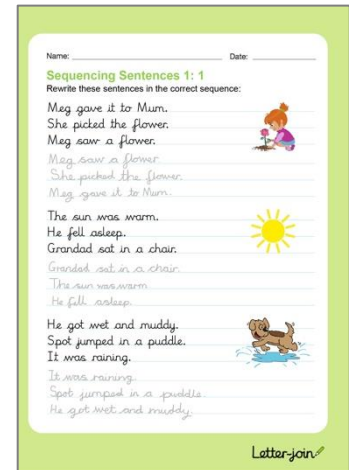 Name: Date:
Sequencing Sentences 1: 1
Rewrite these sentences in the correct sequence:
Meg gave it to Mum.
She picked the flower.
Meg saw a flower.
Meg saw a flower
She picked the flower.
Meg gave it to Mum.
The sun was warm.
He fell asleep.
Grandad sat in a chair.
Grandad sat in a chair.
The sun was warm.
He fell asleep.
He got wet and muddy.
Spot jumped in a puddle.
It was raining.
It was raining.
Spot jumped in a puddle.
He got wet and muddy.
Letter-join